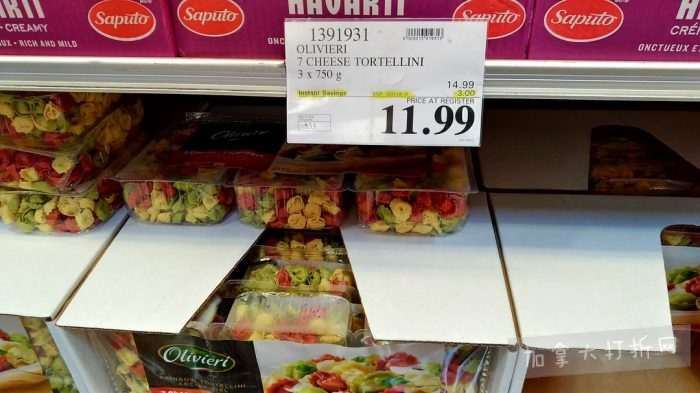 HAVARTI
Saputo
Saputo
Saputo
Saputo
CREAMY
RICH AND MILD
ONCTUEUX
1391931
OLIVIERI
7 CHEESE TORTELLINI
3 x 750 g
14.99
Instant Savings
-3.00
PRICE AT REGISTER
11.99
Olivieri
Olivieri
加拿大打折网